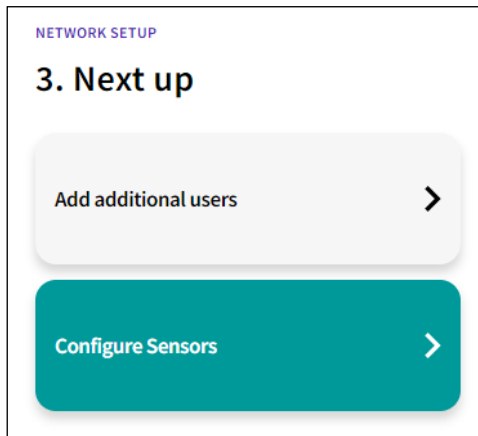 NETWORK SETUP
3. Next up
Add additional users
Configure Sensors